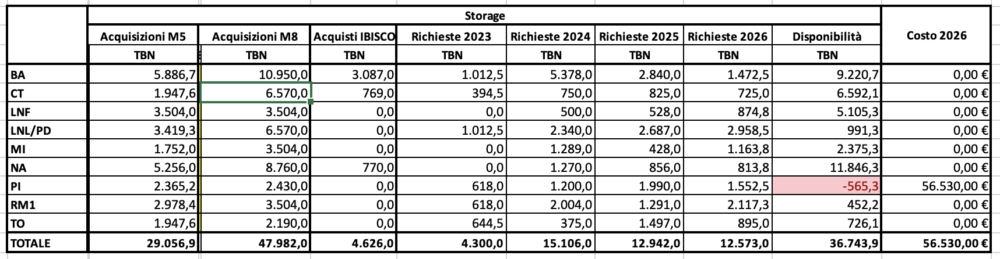 Storage
Acquisizioni M5 Acquisizioni M8 Acquisti IBISCO Richieste 2023 Richieste 2024 Richieste 2025 Richieste 2026 Disponibilità Costo 2026
TBN TBN TBN TBN TBN TBN TBN TBN
BA 5.886,7 10.950,0 3.087,0 1.012,5 5.378,0 2.840,0 1.472,5 9.220,7 0,00 €
CT 1.947,6 6.570,0 769,0 394,5 750,0 825,0 725,0 6.592,1 0,00 €
LNF 3.504,0 3.504,0 0,0 0,0 500,0 528,0 874,8 5.105,3 0,00 €
LNL/PD 3.419,3 6.570,0 0,0 1.012,5 2.340,0 2.687,0 2.958,5 991,3 0,00 €
MI 1.752,0 3.504,0 0,0 0,0 1.289,0 428,0 1.163,8 2.375,3 0,00 €
NA 5.256,0 8.760,0 770,0 0,0 1.270,0 856,0 813,8 11.846,3 0,00 €
PI 2.365,2 2.430,0 0,0 618,0 1.200,0 1.990,0 1.552,5 -565,3 56.530,00 €
RM1 2.978,4 3.504,0 0,0 618,0 2.004,0 1.291,0 2.117,3 452,2 0,00 €
TO 1.947,6 2.190,0 0,0 644,5 375,0 1.497,0 895,0 726,1 0,00 €
TOTALE 29.056,9 47.982,0 4.626,0 4.300,0 15.106,0 12.942,0 12.573,0 36.743,9 56.530,00 €